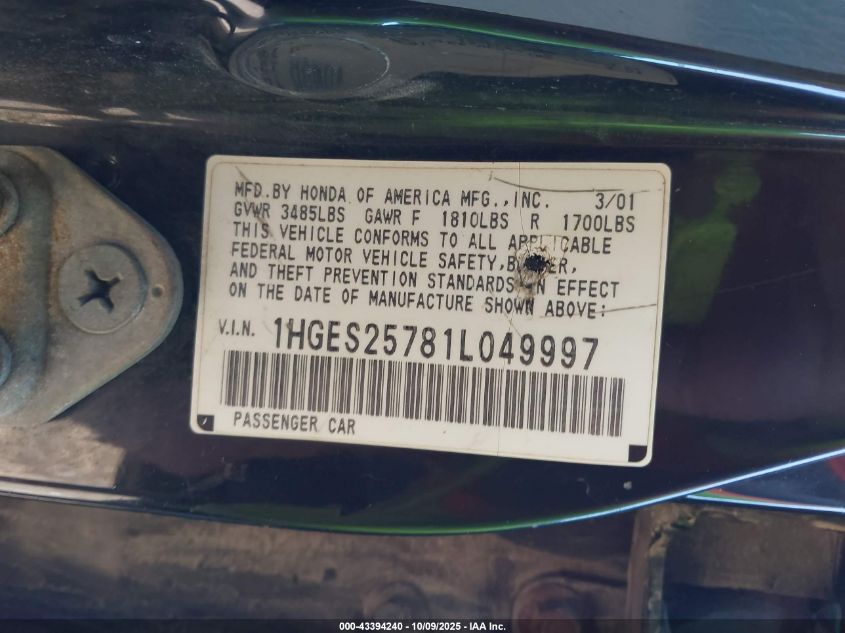 MFD.BY HONDA OF AMERICA MFG.,INC. 3/01
GVWR 3485LBS GAWR F 1810LBS R 1700LBS
THIS VEHICLE CONFORMS TO ALL APPLICABLE
FEDERAL MOTOR VEHICLE SAFETY,
AND THEFT PREVENTION STANDARDS IN EFFECT
ON THE DATE OF MANUFACTURE SHOWN ABOVE:
V.I.N. 1HGES25781L049997
PASSENGER CAR
000-43394240 - 10/09/2025 - IAA Inc.